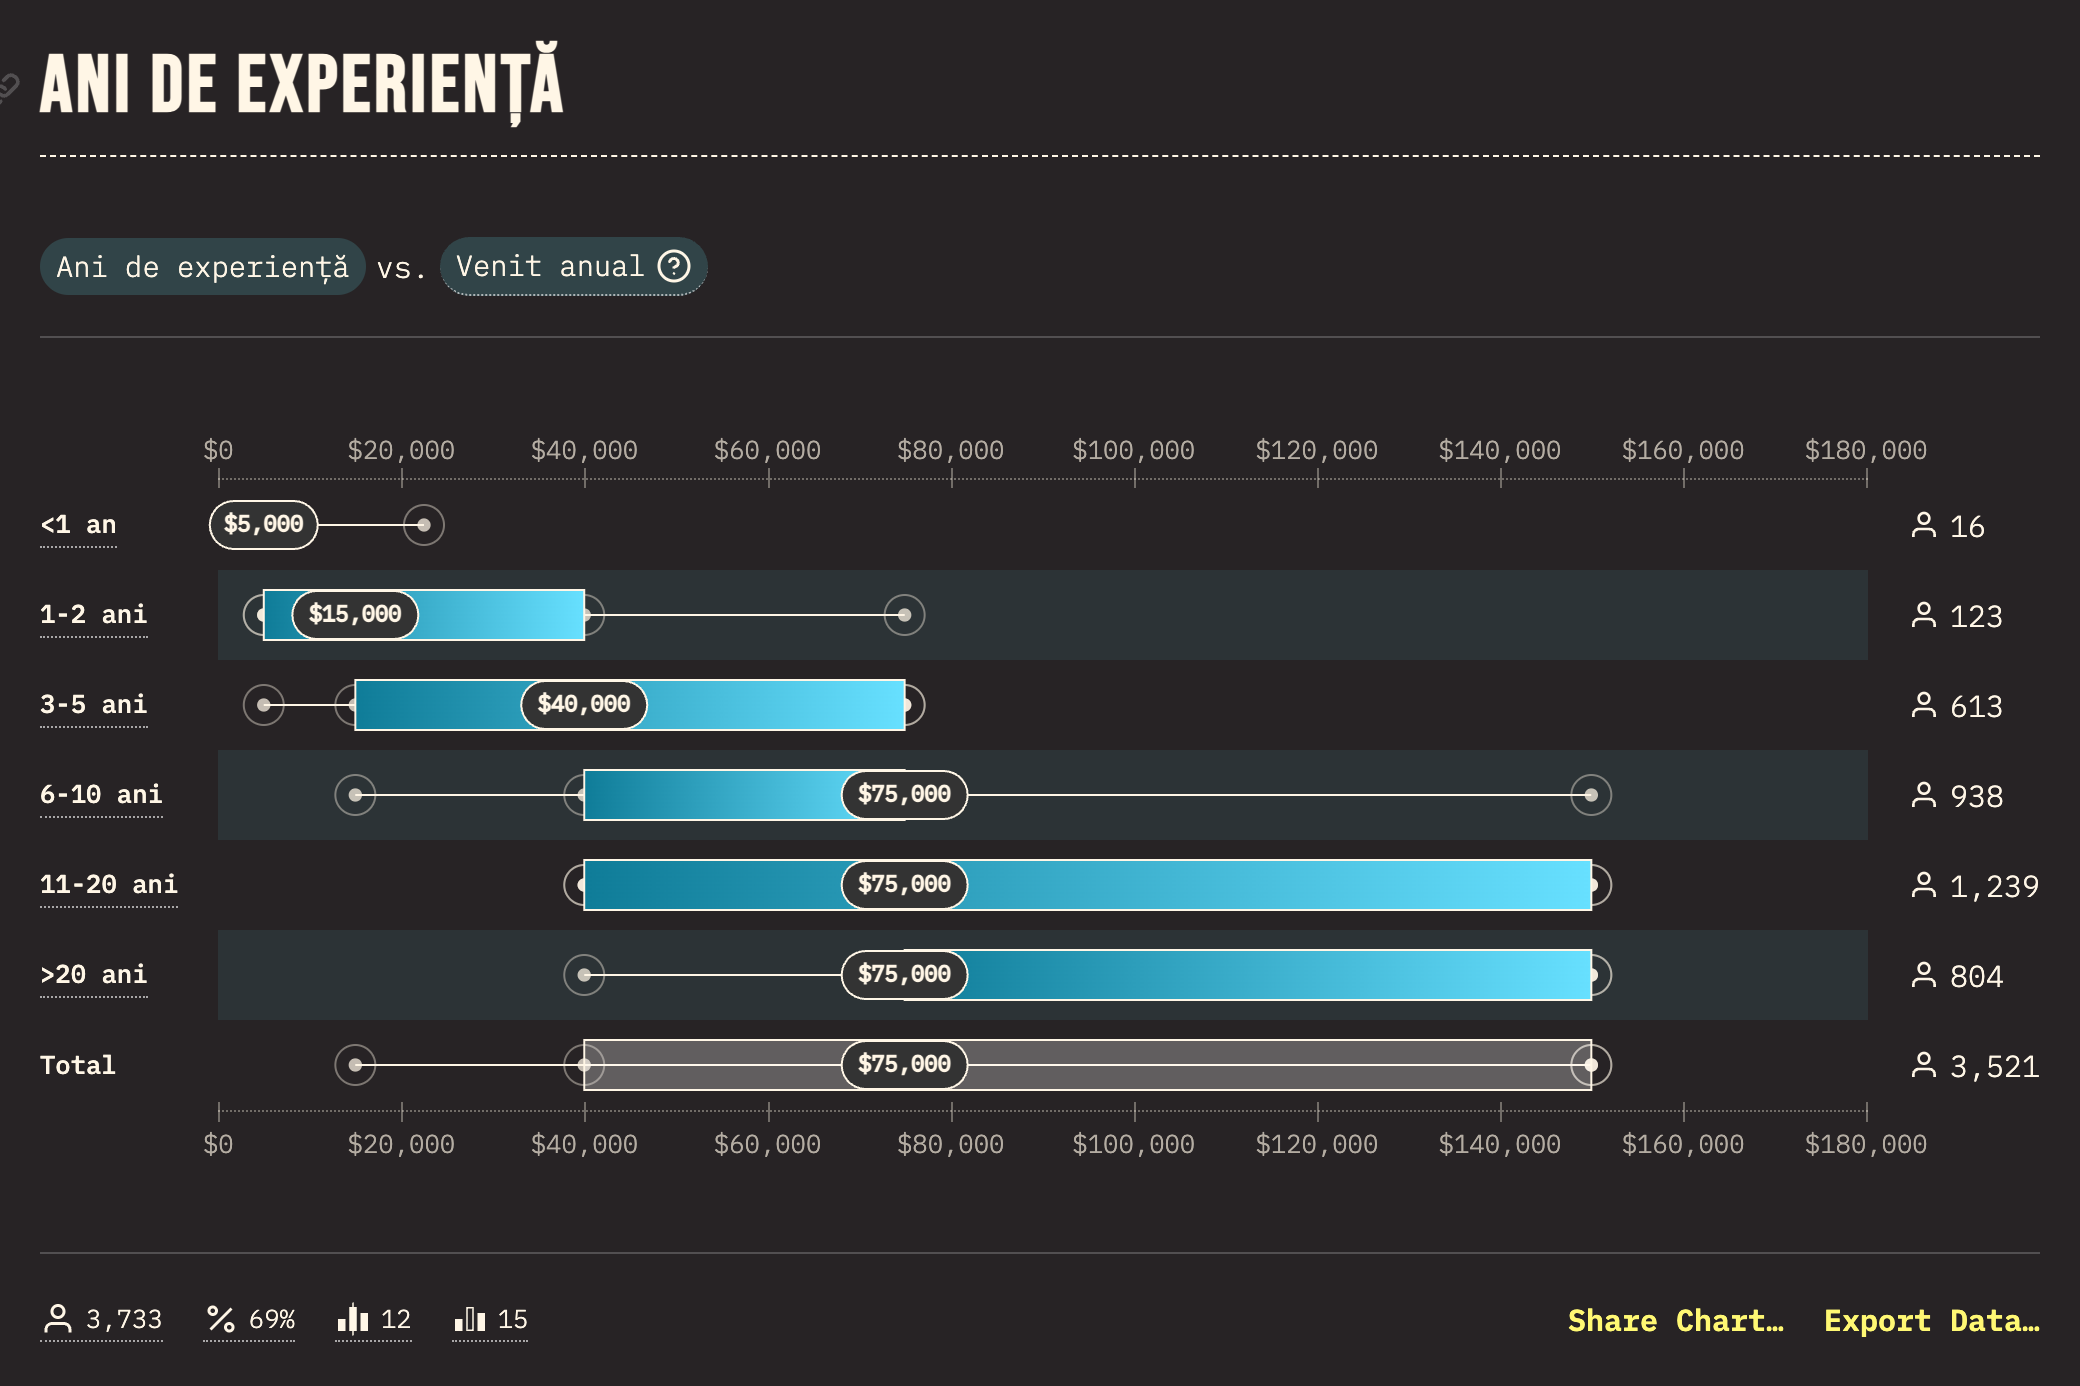 ANI DE EXPERIENȚĂ
Ani de experiență vs. Venit anual ?
$0 $20,000 $40,000 $60,000 $80,000 $100,000 $120,000 $140,000 $160,000 $180,000
<1 an $5,000 16
1-2 ani $15,000 123
3-5 ani $40,000 613
6-10 ani $75,000 938
11-20 ani $75,000 1,239
>20 ani $75,000 804
Total $75,000 3,521
$0 $20,000 $40,000 $60,000 $80,000 $100,000 $120,000 $140,000 $160,000 $180,000
3,733 % 69% 12 15 Share Chart… Export Data…